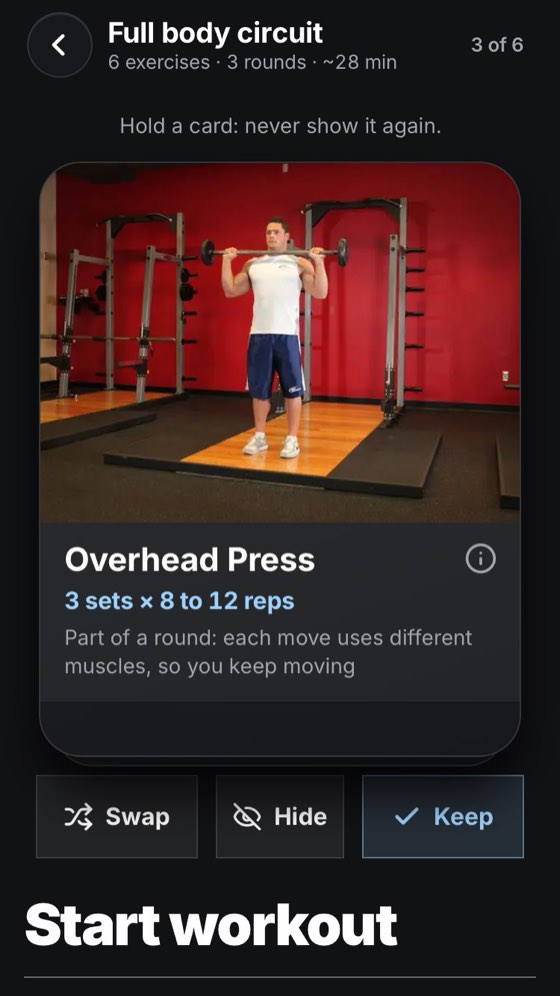 Full body circuit
6 exercises · 3 rounds · ~28 min
3 of 6
Hold a card: never show it again.
Overhead Press
3 sets × 8 to 12 reps
Part of a round: each move uses different
muscles, so you keep moving
Swap
Hide
Keep
Start workout